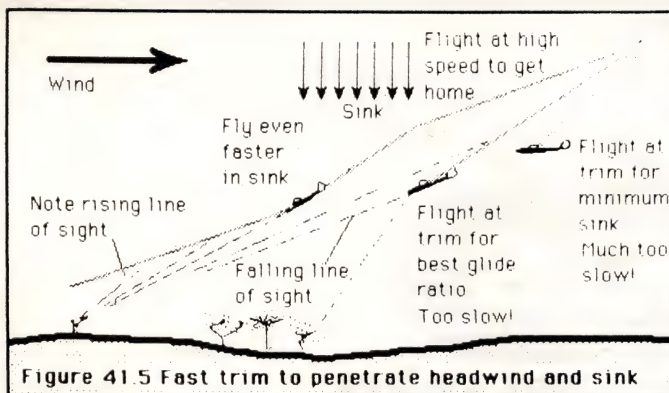 Wind
Flight at high
speed to get
home
Sink
Fly even
faster
in sink
Note rising line
of sight
Falling line
of sight
Flight at
trim for
best glide
ratio
Too slow!
Flight at
trim for
minimum
sink
Much too
slow!
Figure 41.5 Fast trim to penetrate headwind and sink